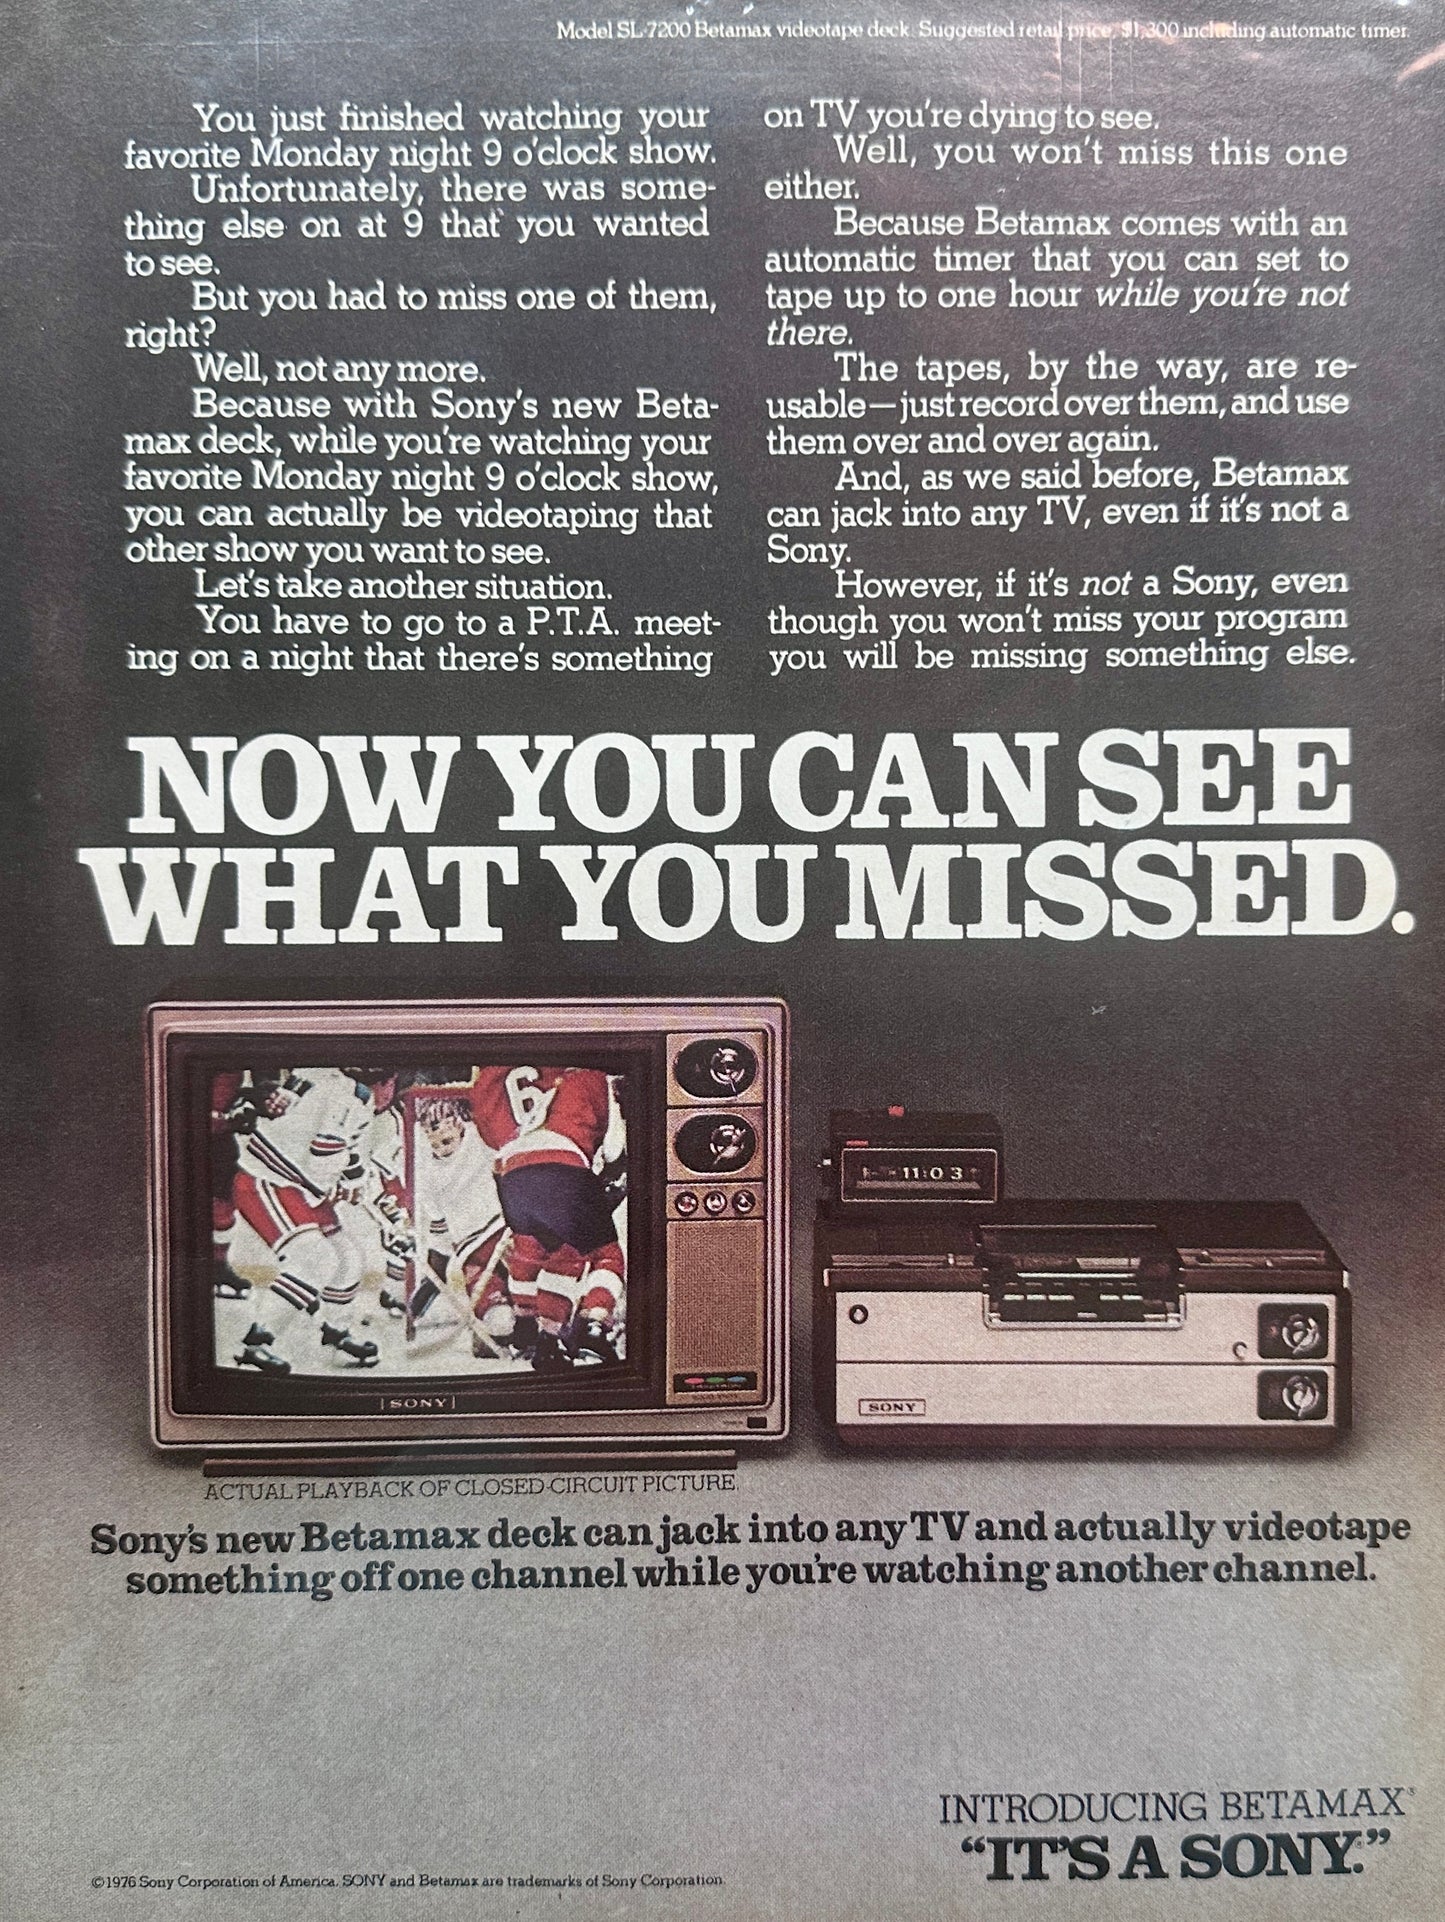 Model SL-7200 Betamax videotape deck. Suggested retail price, $1,300 including automatic timer.
You just finished watching your
favorite Monday night 9 o'clock show.
Unfortunately, there was some-
thing else on at 9 that you wanted
to see.
But you had to miss one of them,
right?
Well, not any more.
Because with Sony's new Beta-
max deck, while you're watching your
favorite Monday night 9 o'clock show,
you can actually be videotaping that
other show you want to see.
Let's take another situation.
You have to go to a P.T.A. meet-
ing on a night that there's something
on TV you're dying to see.
Well, you won't miss this one
either.
Because Betamax comes with an
automatic timer that you can set to
tape up to one hour while you're not
there.
The tapes, by the way, are re-
usable—just record over them, and use
them over and over again.
And, as we said before, Betamax
can jack into any TV, even if it's not a
Sony.
However, if it's not a Sony, even
though you won't miss your program
you will be missing something else.
NOW YOU CAN SEE
WHAT YOU MISSED.
6
11:03
SONY
SONY
ACTUAL PLAYBACK OF CLOSED-CIRCUIT PICTURE.
Sony's new Betamax deck can jack into any TV and actually videotape
something off one channel while you're watching another channel.
INTRODUCING BETAMAX®
"IT'S A SONY."
©1976 Sony Corporation of America. SONY and Betamax are trademarks of Sony Corporation.